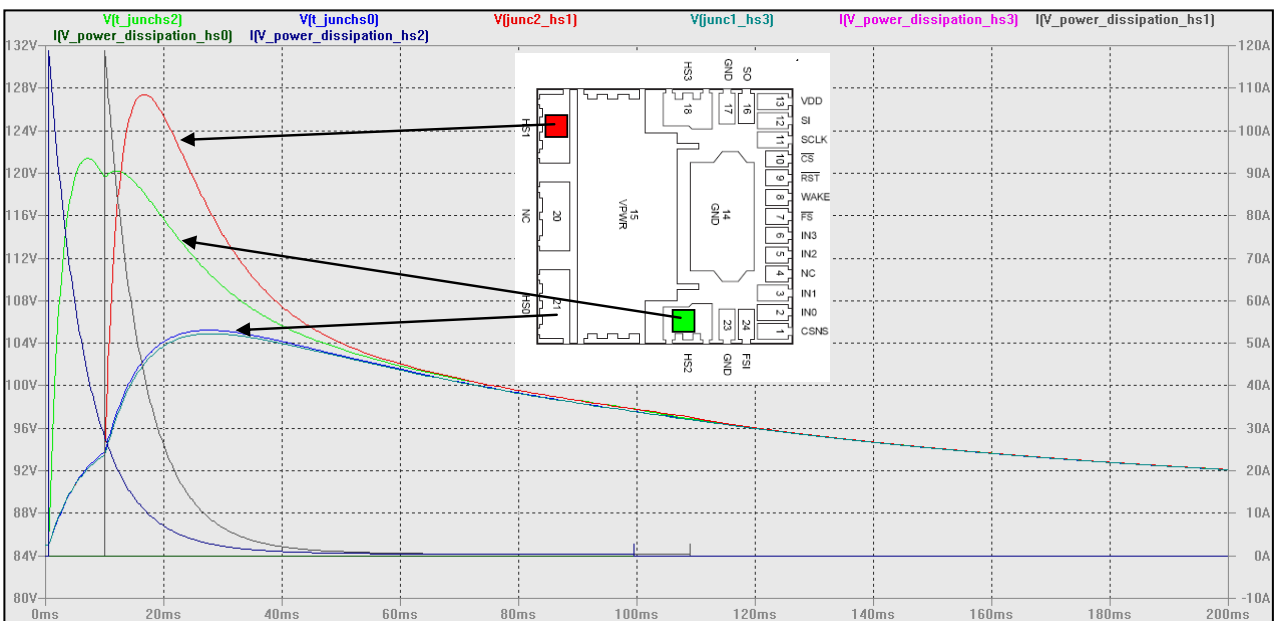 V(t_junchs2) V(t_junchs0) V(junc2_hs1) V(junc1_hs3) I(V_power_dissipation_hs3) I(V_power_dissipation_hs1)
I(V_power_dissipation_hs0) I(V_power_dissipation_hs2)
132V 120A
128V 110A
124V 100A
120V 90A
116V 80A
112V 70A
108V 60A
104V 50A
100V 40A
96V 30A
92V 20A
88V 10A
84V 0A
80V -10A
0ms 20ms 40ms 60ms 80ms 100ms 120ms 140ms 160ms 180ms 200ms
HS3 GND SO
18 17 16
13 VDD
12 SI
11 SCLK
10 CS
9 RST
8 WAKE
7 FS
6 IN3
5 IN2
4 NC
3 IN1
2 IN0
1 CSNS
HS1
NC 20
HS0 21
15
VPWR
14
GND
23 24
HS2 GND FSI